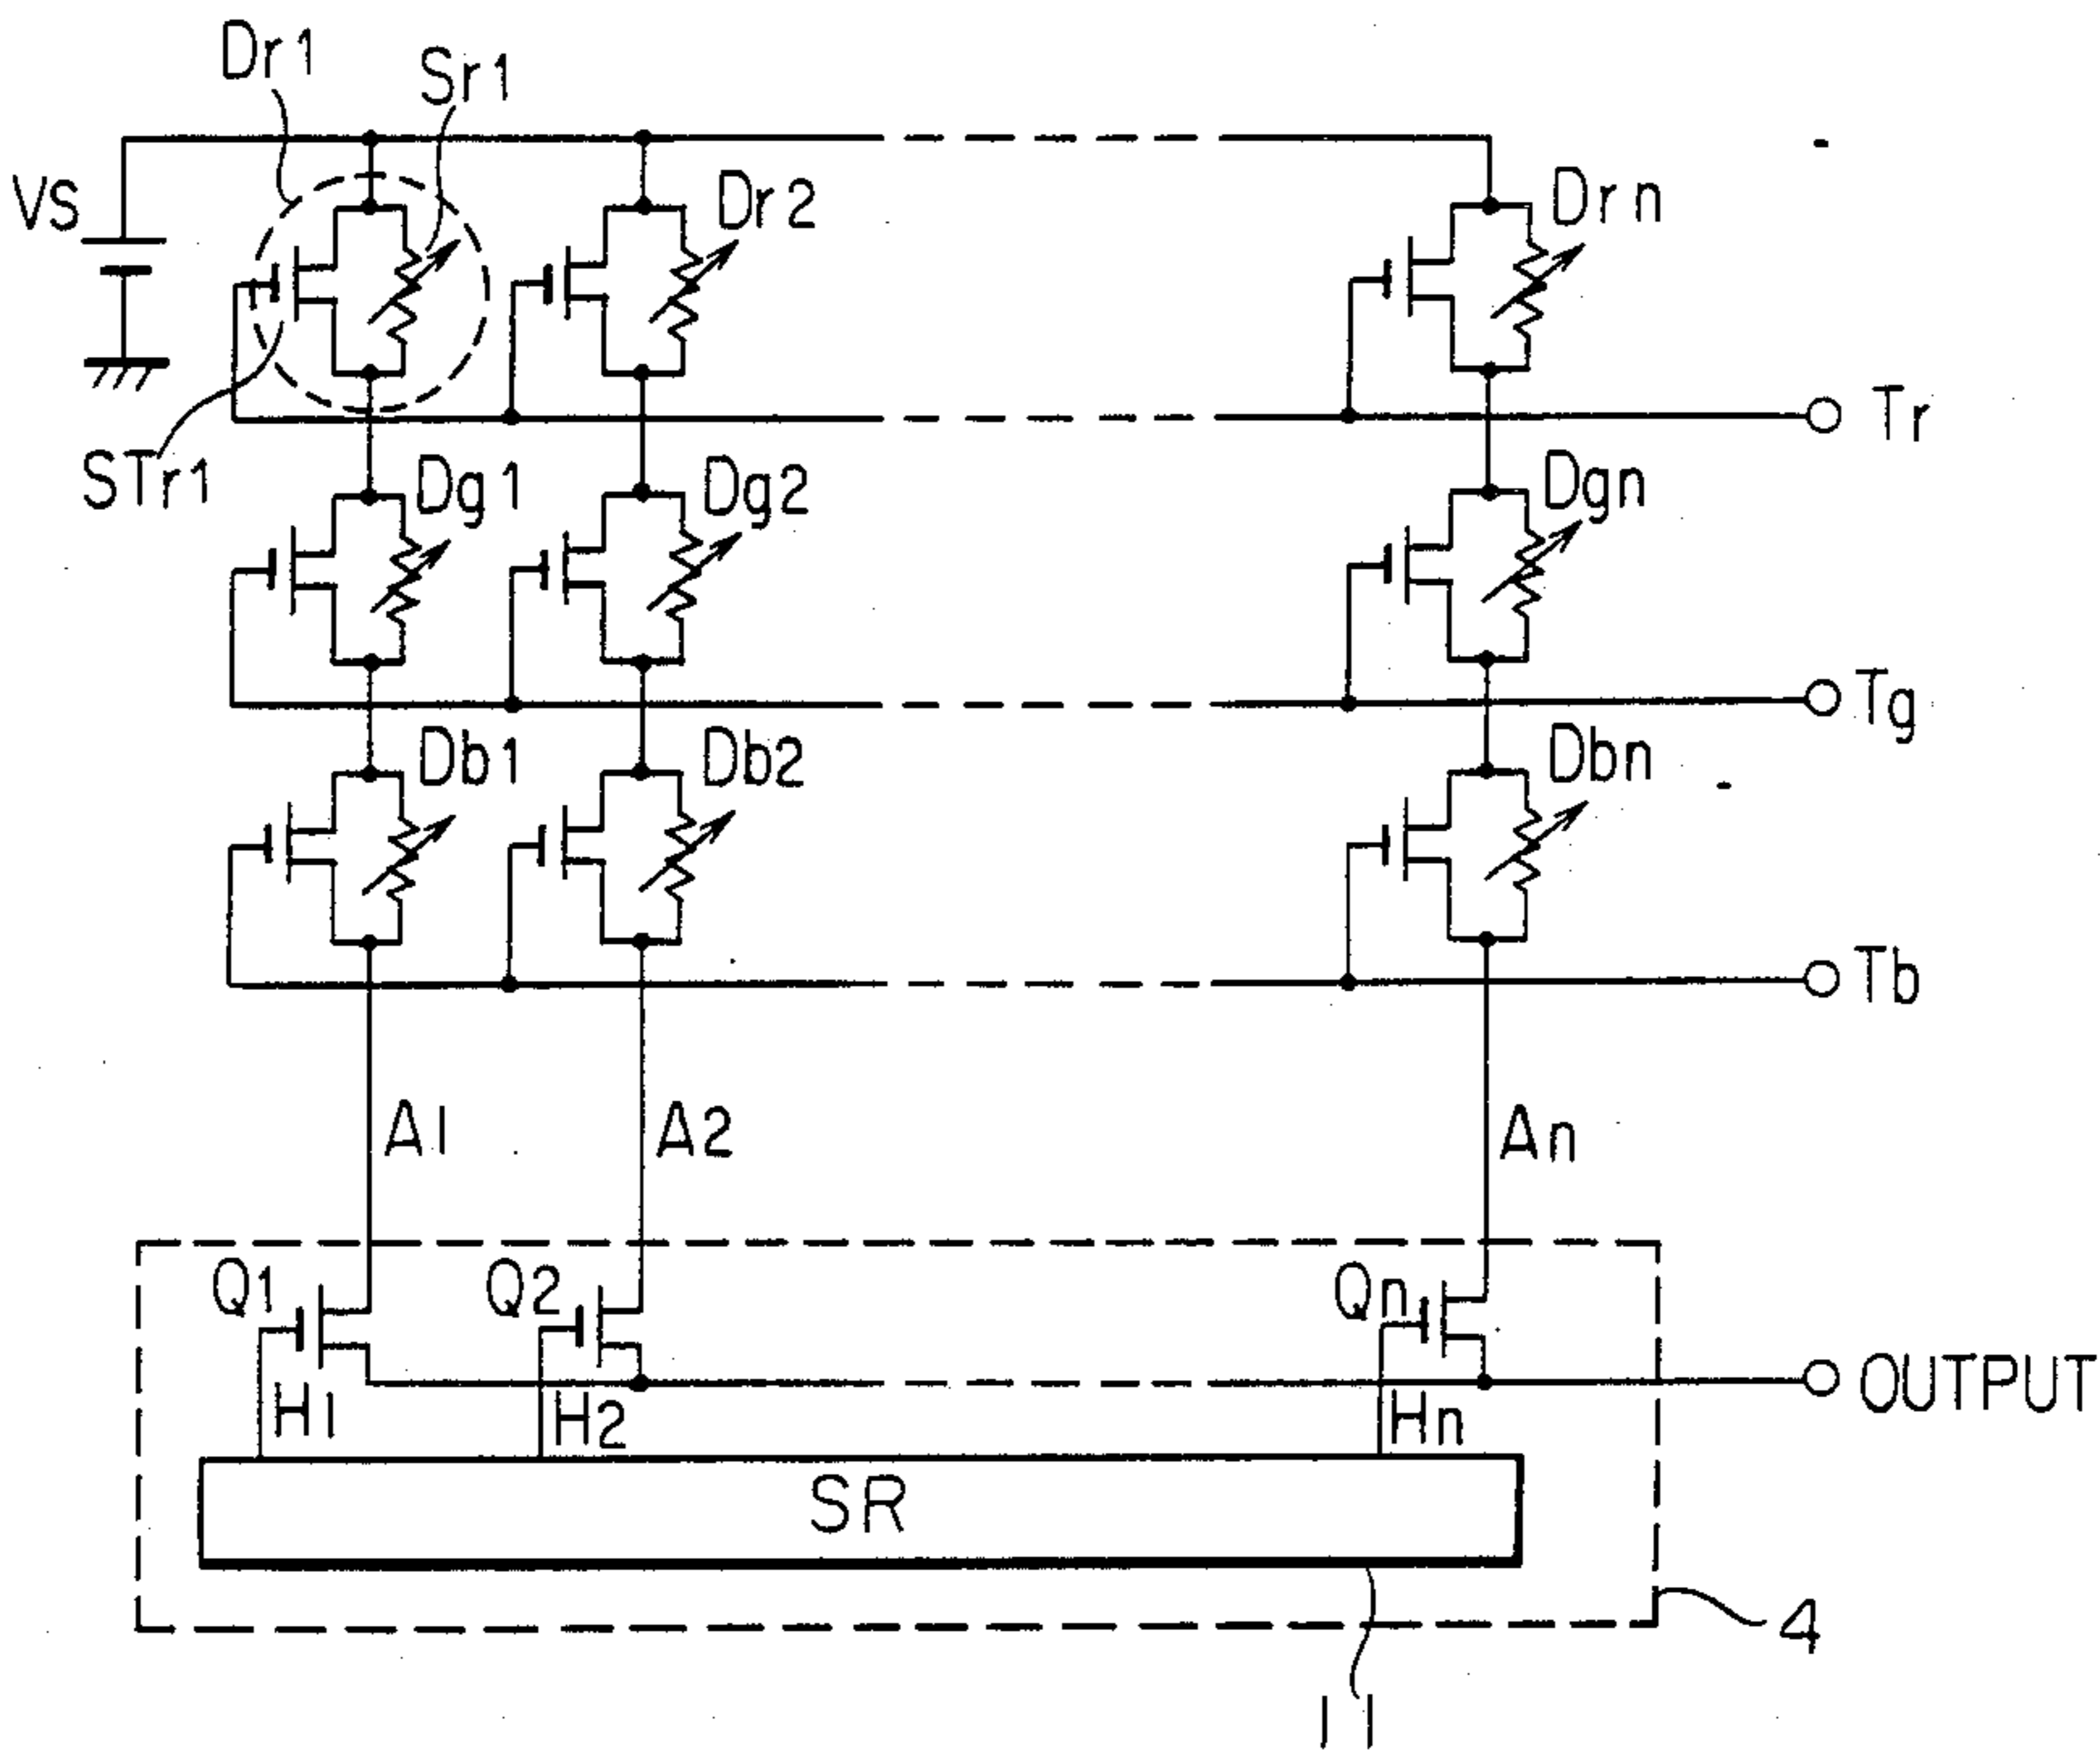 Dr1
Sr1
VS
Dr2
Drn
Tr
STr1
Dg1
Dg2
Dgn
Tg
Db1
Db2
Dbn
Tb
A1
A2
An
Q1
Q2
Qn
H1
H2
Hn
OUTPUT
SR
4
11